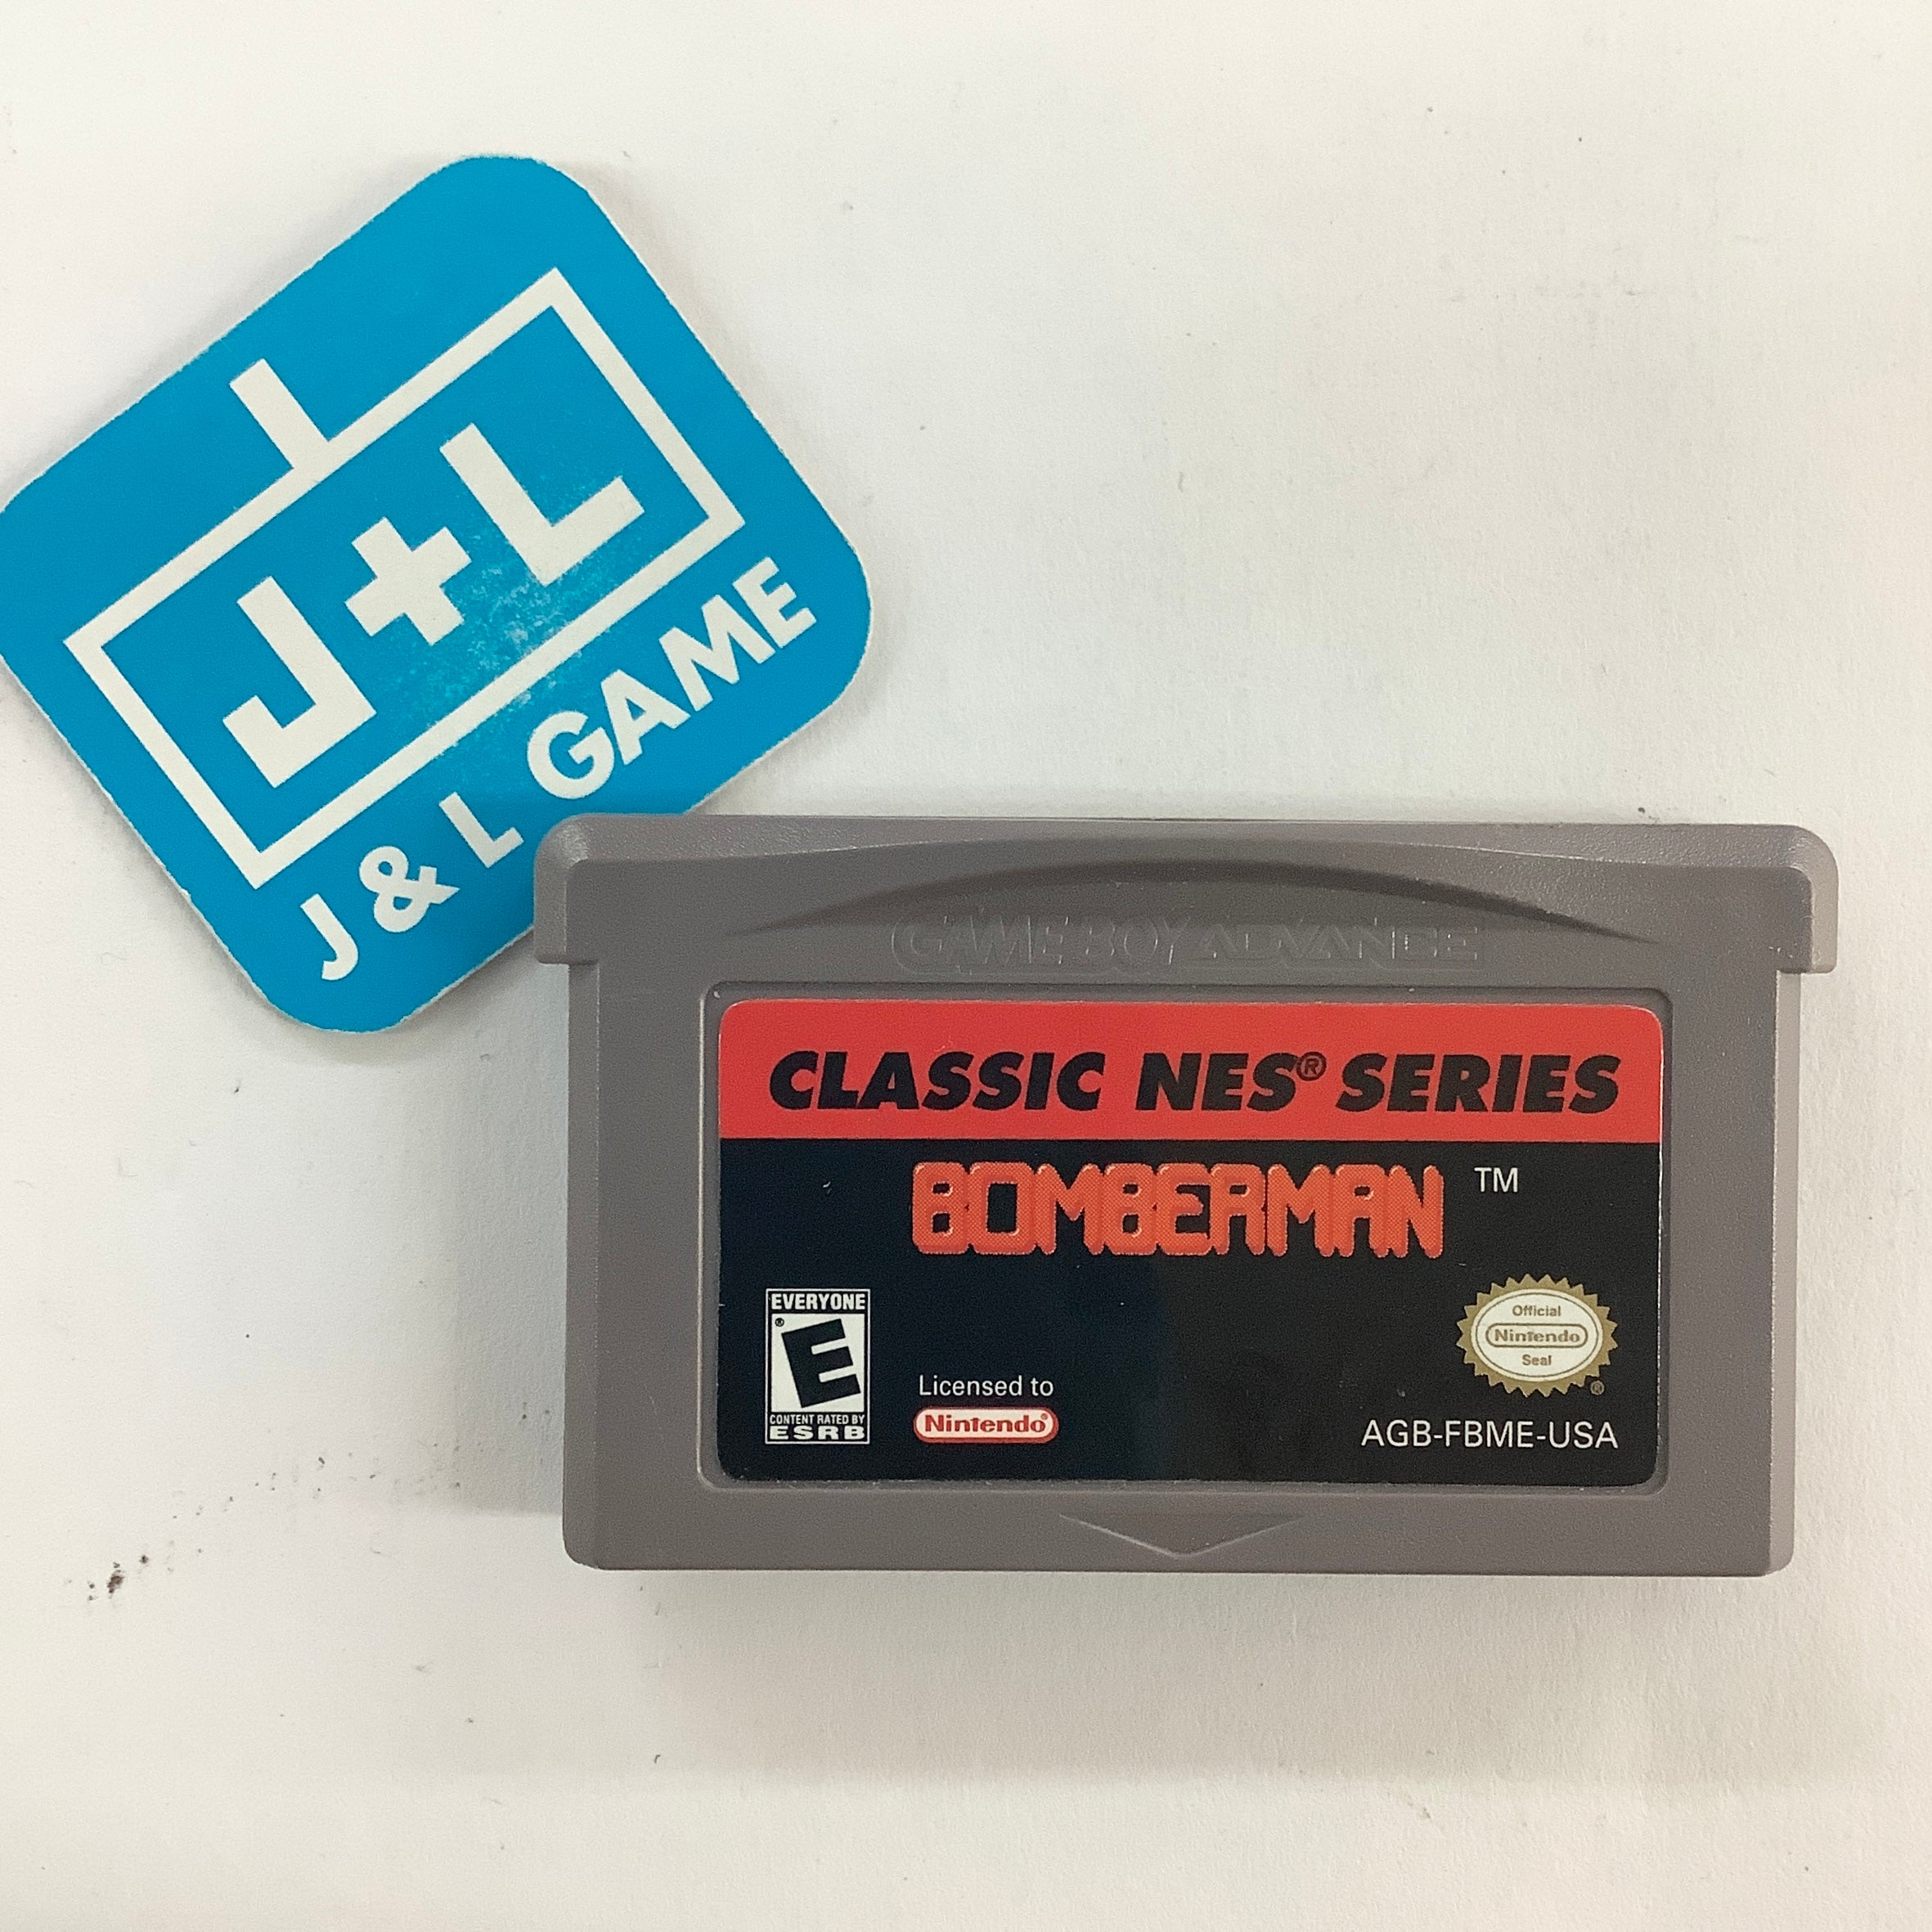 J+L
J & L GAME
GAME BOY ADVANCE
CLASSIC NES® SERIES
BOMBERMAN TM
EVERYONE
®
E
CONTENT RATED BY
ESRB
Licensed to
Nintendo®
Official
Nintendo
Seal
®
AGB-FBME-USA